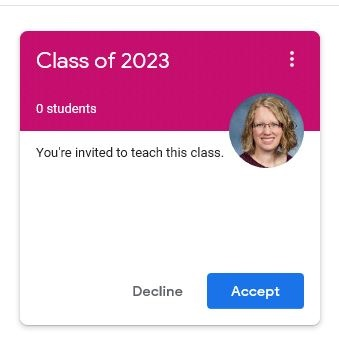 Class of 2023
0 students
You're invited to teach this class.
Decline
Accept